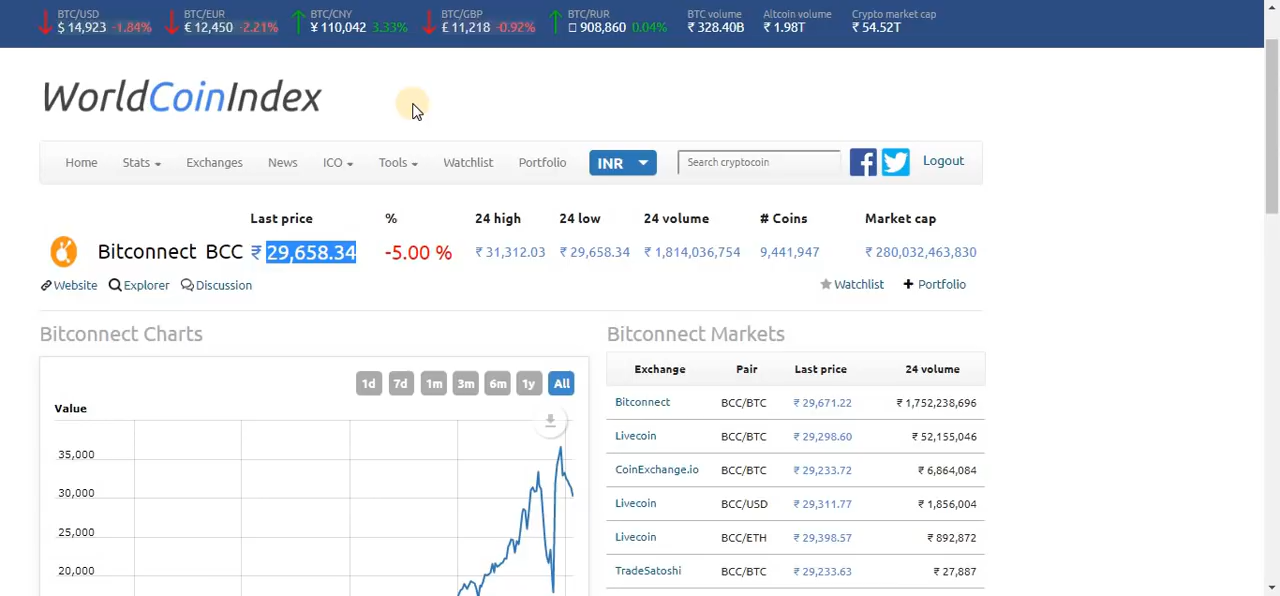 BTC/USD BTC/EUR BTC/CNY BTC/GBP BTC/RUR BTC volume Altcoin volume Crypto market cap
$ 14,923 -1.84% € 12,450 -2.21% ¥ 110,042 3.33% £ 11,218 -0.92% □ 908,860 0.04% ₹ 328.40B ₹ 1.98T ₹ 54.52T
WorldCoinIndex
Home Stats Exchanges News ICO Tools Watchlist Portfolio INR Search cryptocoin Logout
Last price % 24 high 24 low 24 volume # Coins Market cap
Bitconnect BCC ₹ 29,658.34 -5.00 % ₹ 31,312.03 ₹ 29,658.34 ₹ 1,814,036,754 9,441,947 ₹ 280,032,463,830
Website Explorer Discussion Watchlist Portfolio
Bitconnect Charts
1d 7d 1m 3m 6m 1y All
Value
35,000
30,000
25,000
20,000
Bitconnect Markets
Exchange Pair Last price 24 volume
Bitconnect BCC/BTC ₹ 29,671.22 ₹ 1,752,238,696
Livecoin BCC/BTC ₹ 29,298.60 ₹ 52,155,046
CoinExchange.io BCC/BTC ₹ 29,233.72 ₹ 6,864,084
Livecoin BCC/USD ₹ 29,311.77 ₹ 1,856,004
Livecoin BCC/ETH ₹ 29,398.57 ₹ 892,872
TradeSatoshi BCC/BTC ₹ 29,233.63 ₹ 27,887